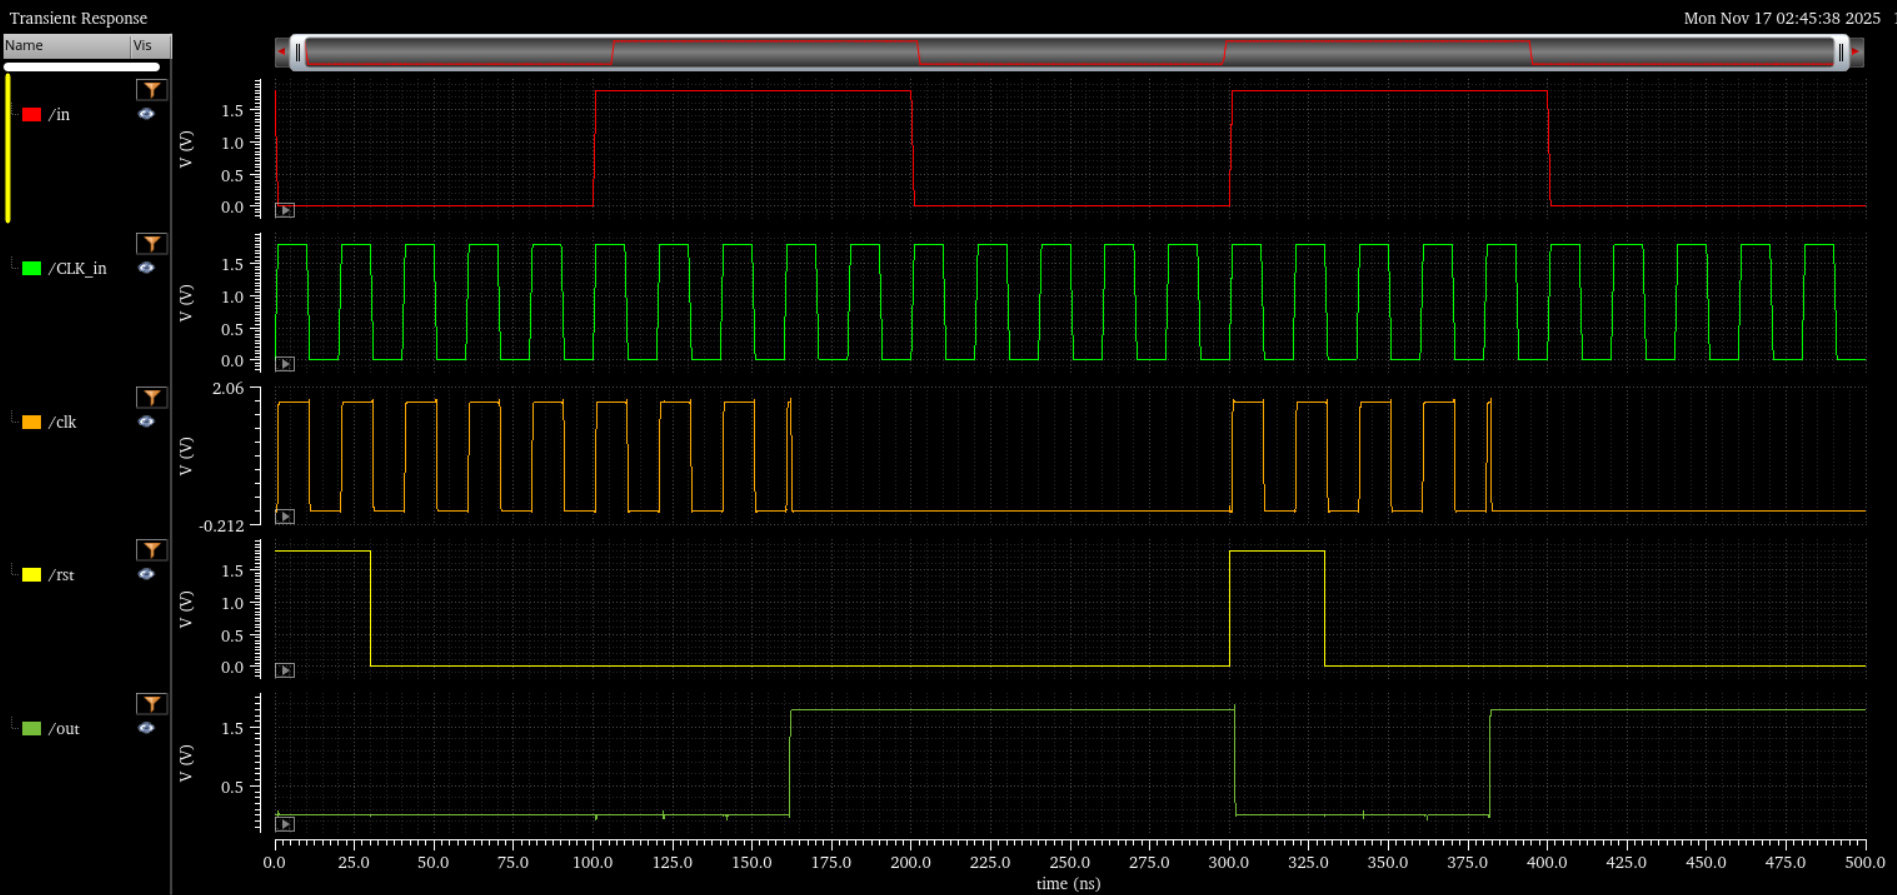 Transient Response
Mon Nov 17 02:45:38 2025
Name Vis
/in
V (V)
1.5
1.0
0.5
0.0
/CLK_in
V (V)
1.5
1.0
0.5
0.0
/clk
V (V)
2.06
-0.212
/rst
V (V)
1.5
1.0
0.5
0.0
/out
V (V)
1.5
0.5
0.0 25.0 50.0 75.0 100.0 125.0 150.0 175.0 200.0 225.0 250.0 275.0 300.0 325.0 350.0 375.0 400.0 425.0 450.0 475.0 500.0
time (ns)